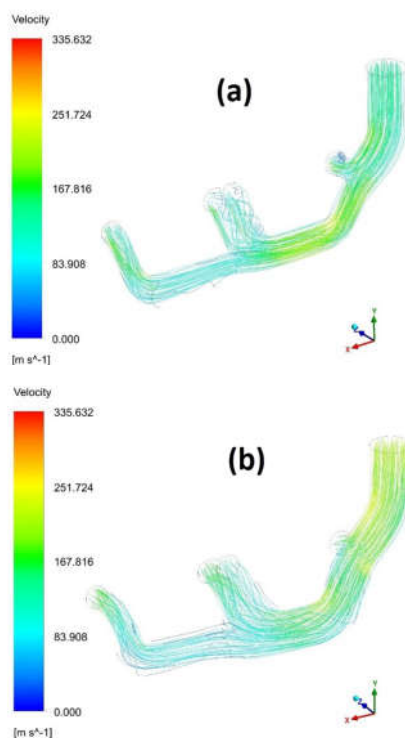 Velocity
335.632
(a)
251.724
167.816
83.908
0.000
[m s^-1]
Y
Z
X
Velocity
335.632
(b)
251.724
167.816
83.908
0.000
[m s^-1]
Y
Z
X